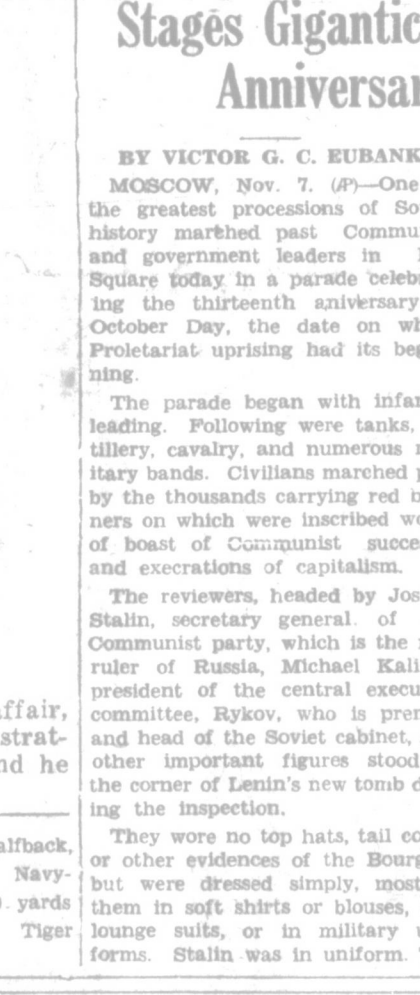 affair,
strat-
nd he
alfback,
Navy-
yards
Tiger
Stages Gigantic
Anniversar
BY VICTOR G. C. EUBANK
MOSCOW, Nov. 7. (AP)—One
the greatest processions of So
history marthed past Commu
and government leaders in
Square today in a parade celeb
ing the thirteenth aniversary
October Day, the date on wh
Proletariat uprising had its beg
ning.
The parade began with infan
leading. Following were tanks,
tillery, cavalry, and numerous m
itary bands. Civilians marched p
by the thousands carrying red b
ners on which were inscribed wo
of boast of Communist succe
and execrations of capitalism.
The reviewers, headed by Jos
Stalin, secretary general of
Communist party, which is the
ruler of Russia, Michael Kali
president of the central execu
committee, Rykov, who is prem
and head of the Soviet cabinet,
other important figures stood
the corner of Lenin's new tomb d
ing the inspection.
They wore no top hats, tail co
or other evidences of the Bourg
but were dressed simply, most
them in soft shirts or blouses,
lounge suits, or in military u
forms. Stalin was in uniform.